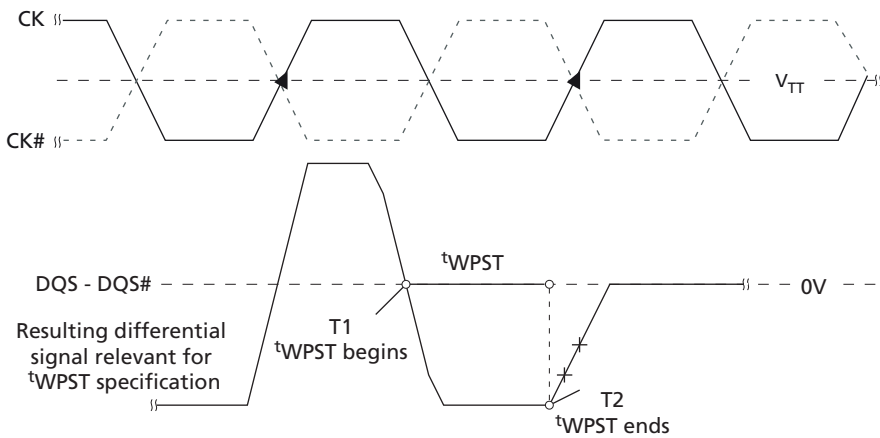 CK
V_TT
CK#
tWPST
DQS - DQS#
0V
T1
tWPST begins
Resulting differential
signal relevant for
tWPST specification
T2
tWPST ends